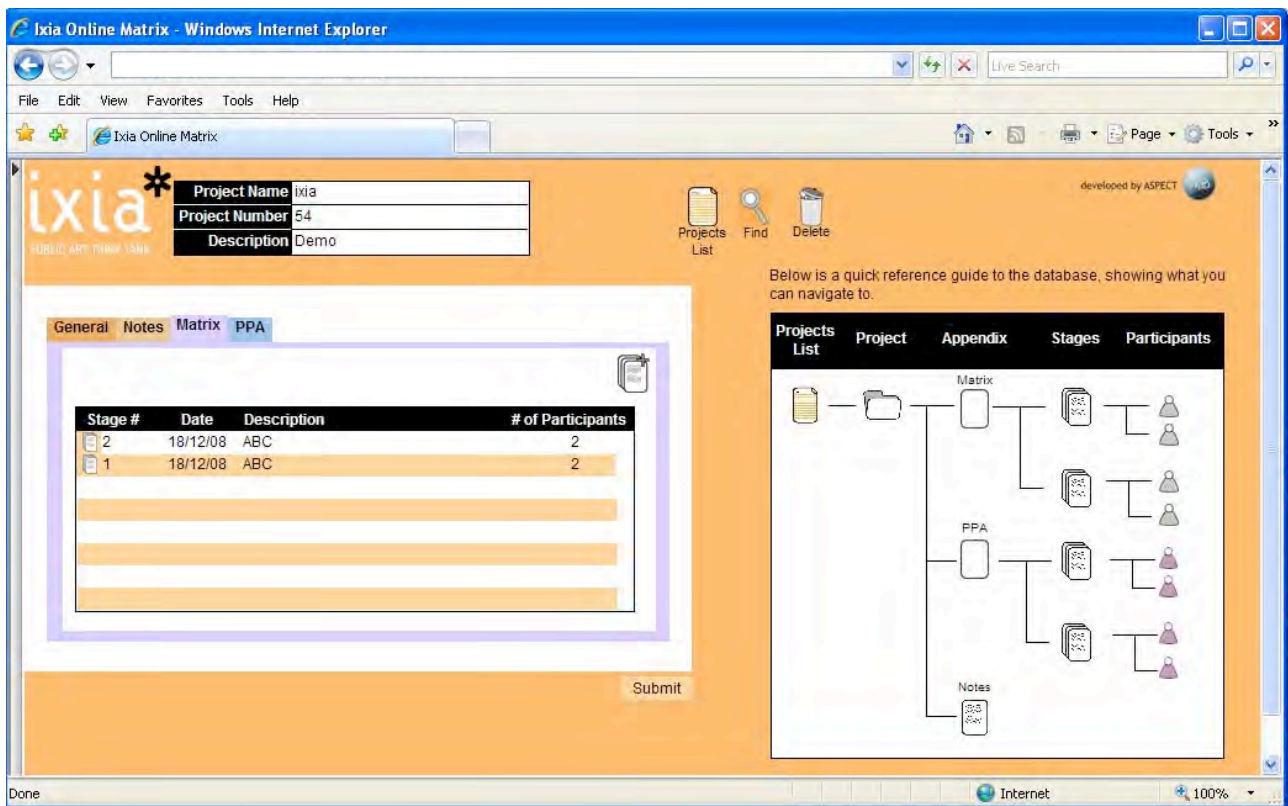 Ixia Online Matrix - Windows Internet Explorer
Live Search
File Edit View Favorites Tools Help
Ixia Online Matrix
Page Tools
ixia*
PUBLIC ART THINK TANK
Project Name ixia
Project Number 54
Description Demo
Projects List
Find
Delete
developed by ASPECT
Below is a quick reference guide to the database, showing what you
can navigate to.
General Notes Matrix PPA
Stage # Date Description # of Participants
2 18/12/08 ABC 2
1 18/12/08 ABC 2
Submit
Projects List Project Appendix Stages Participants
Matrix
PPA
Notes
Done Internet 100%